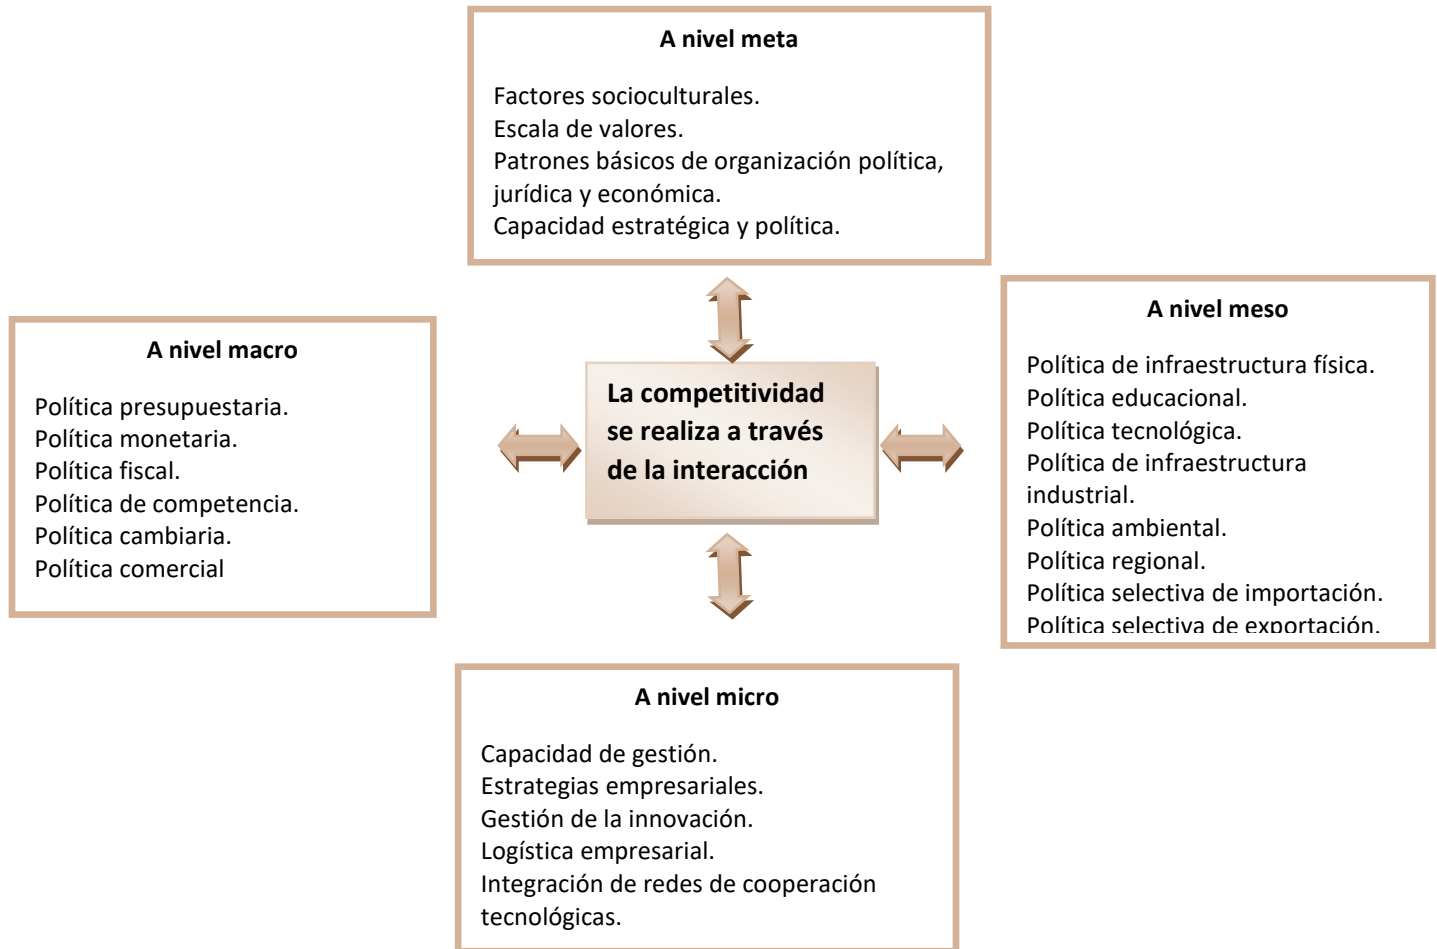 A nivel meta
Factores socioculturales.
Escala de valores.
Patrones básicos de organización política,
jurídica y económica.
Capacidad estratégica y política.
A nivel macro
Política presupuestaria.
Política monetaria.
Política fiscal.
Política de competencia.
Política cambiaria.
Política comercial
La competitividad
se realiza a través
de la interacción
A nivel meso
Política de infraestructura física.
Política educacional.
Política tecnológica.
Política de infraestructura
industrial.
Política ambiental.
Política regional.
Política selectiva de importación.
Política selectiva de exportación.
A nivel micro
Capacidad de gestión.
Estrategias empresariales.
Gestión de la innovación.
Logística empresarial.
Integración de redes de cooperación
tecnológicas.